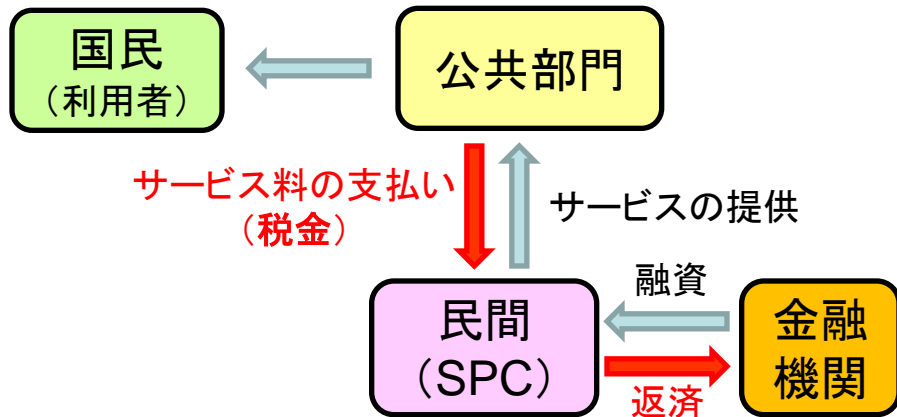 国民
（利用者）
公共部門
サービス料の支払い
（税金）
サービスの提供
融資
民間
（SPC）
金融
機関
返済